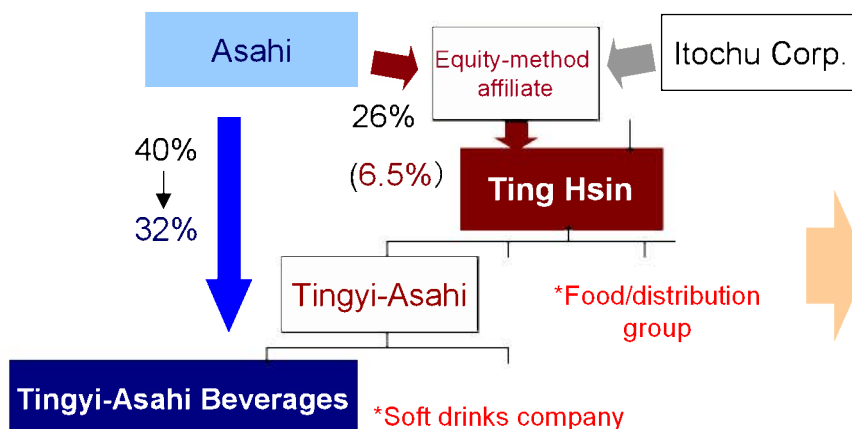 Asahi
Equity-method
affiliate
Itochu Corp.
26%
40%
(6.5%)
Ting Hsin
32%
Tingyi-Asahi
*Food/distribution
group
Tingyi-Asahi Beverages
*Soft drinks company